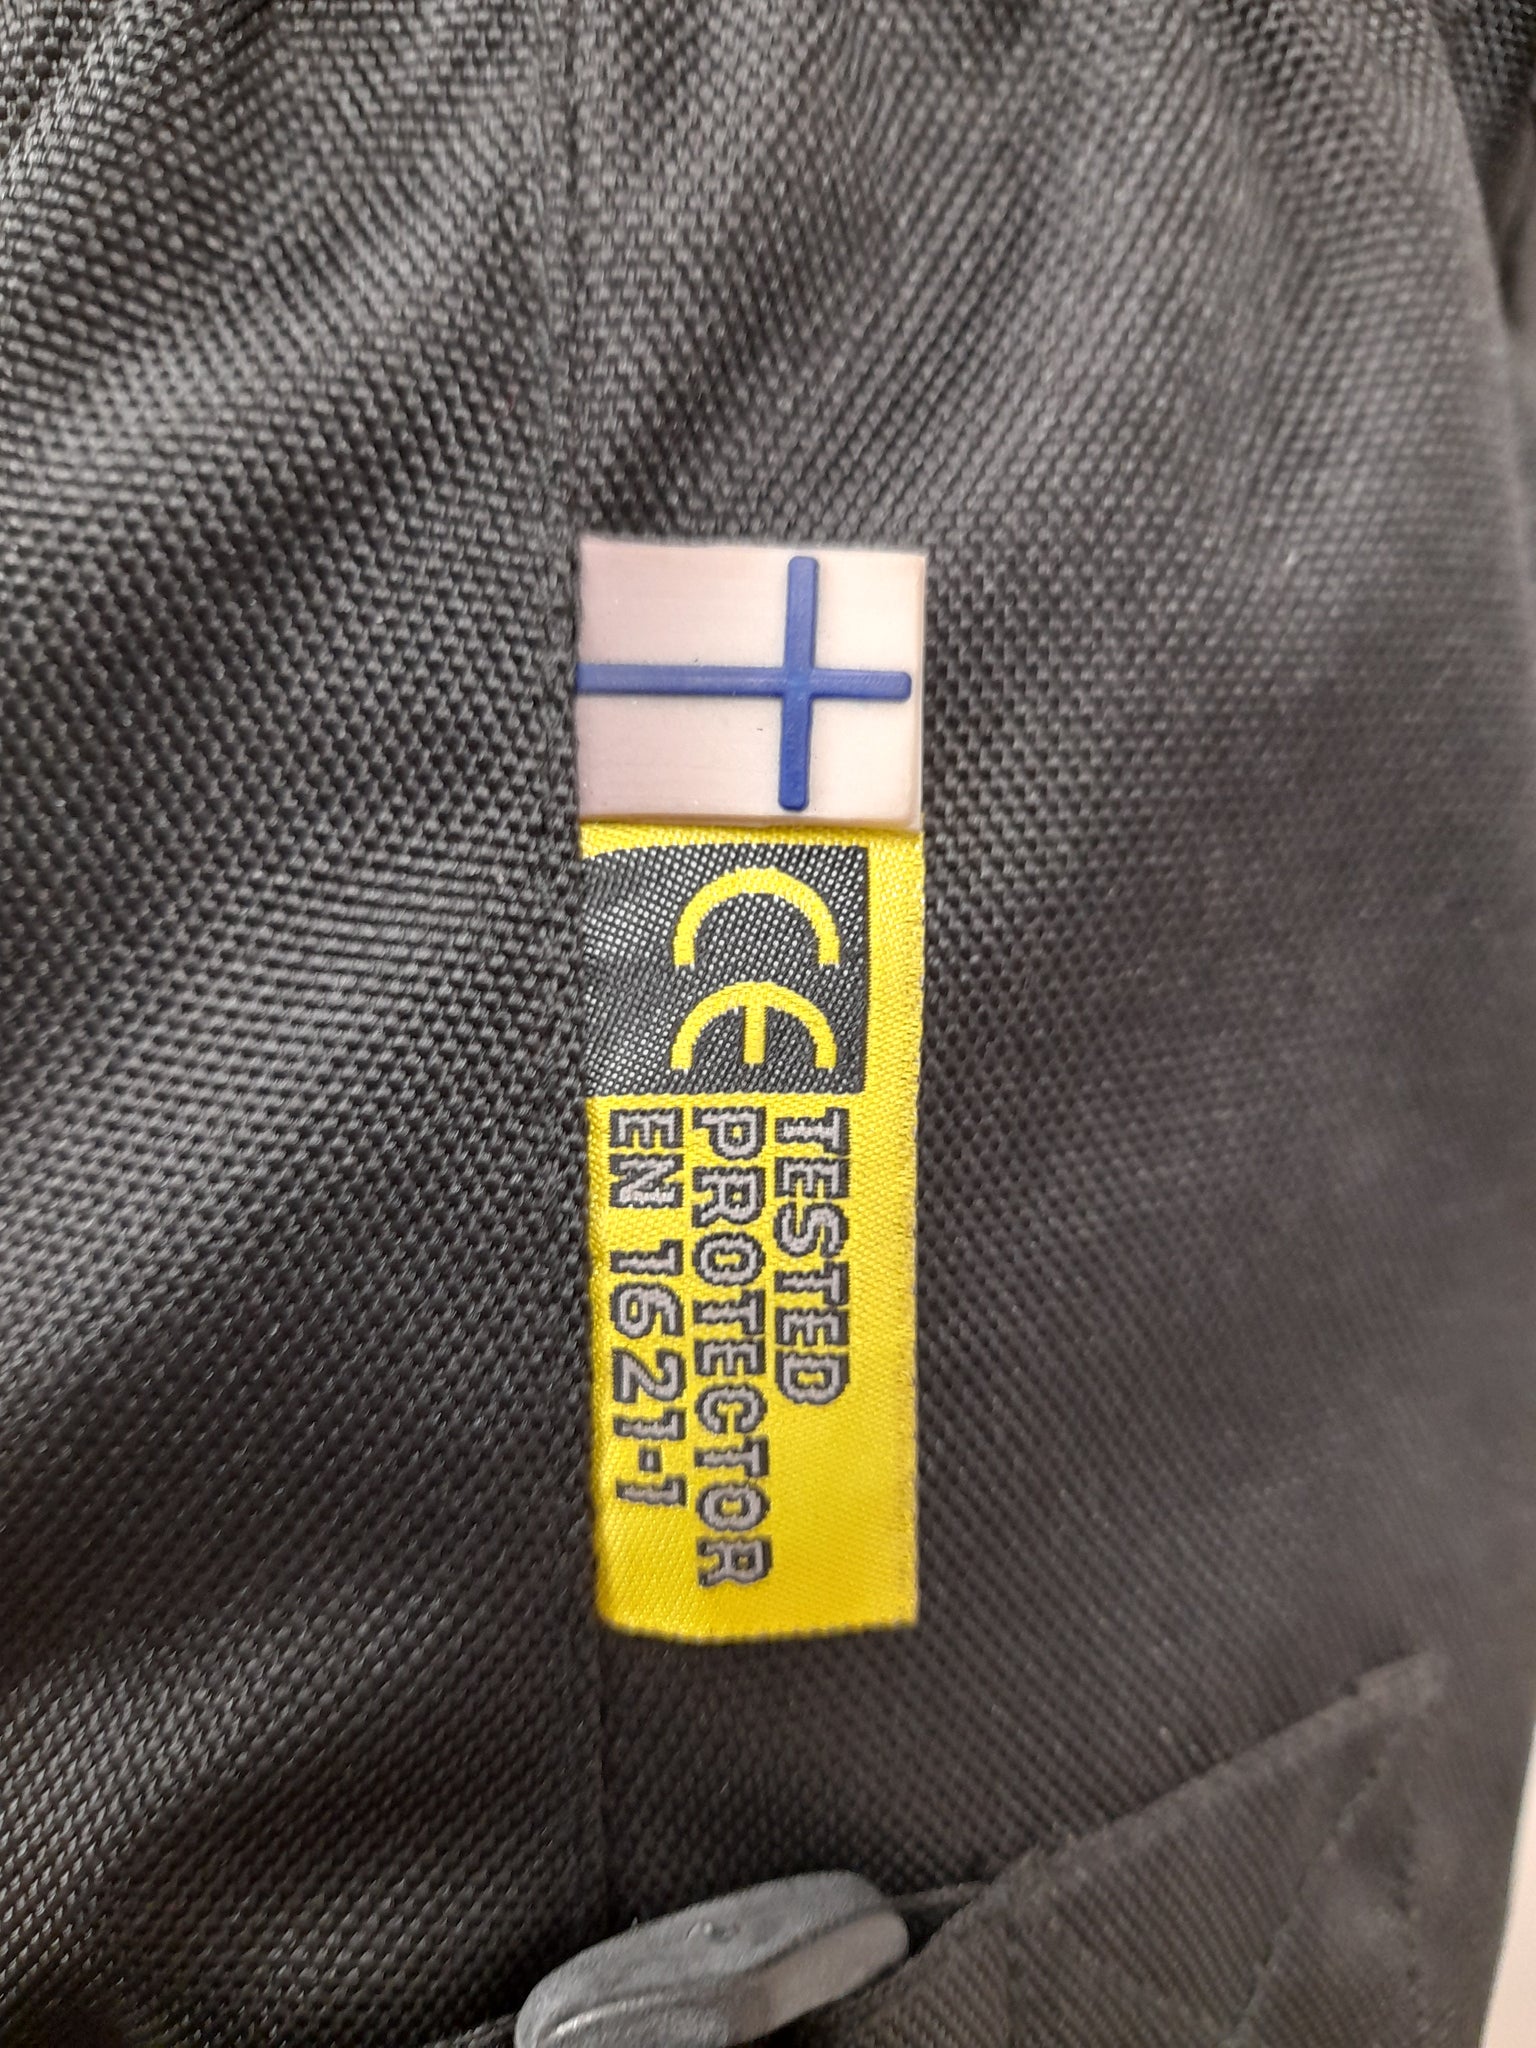 CE
TESTED
PROTECTOR
EN 1621-1